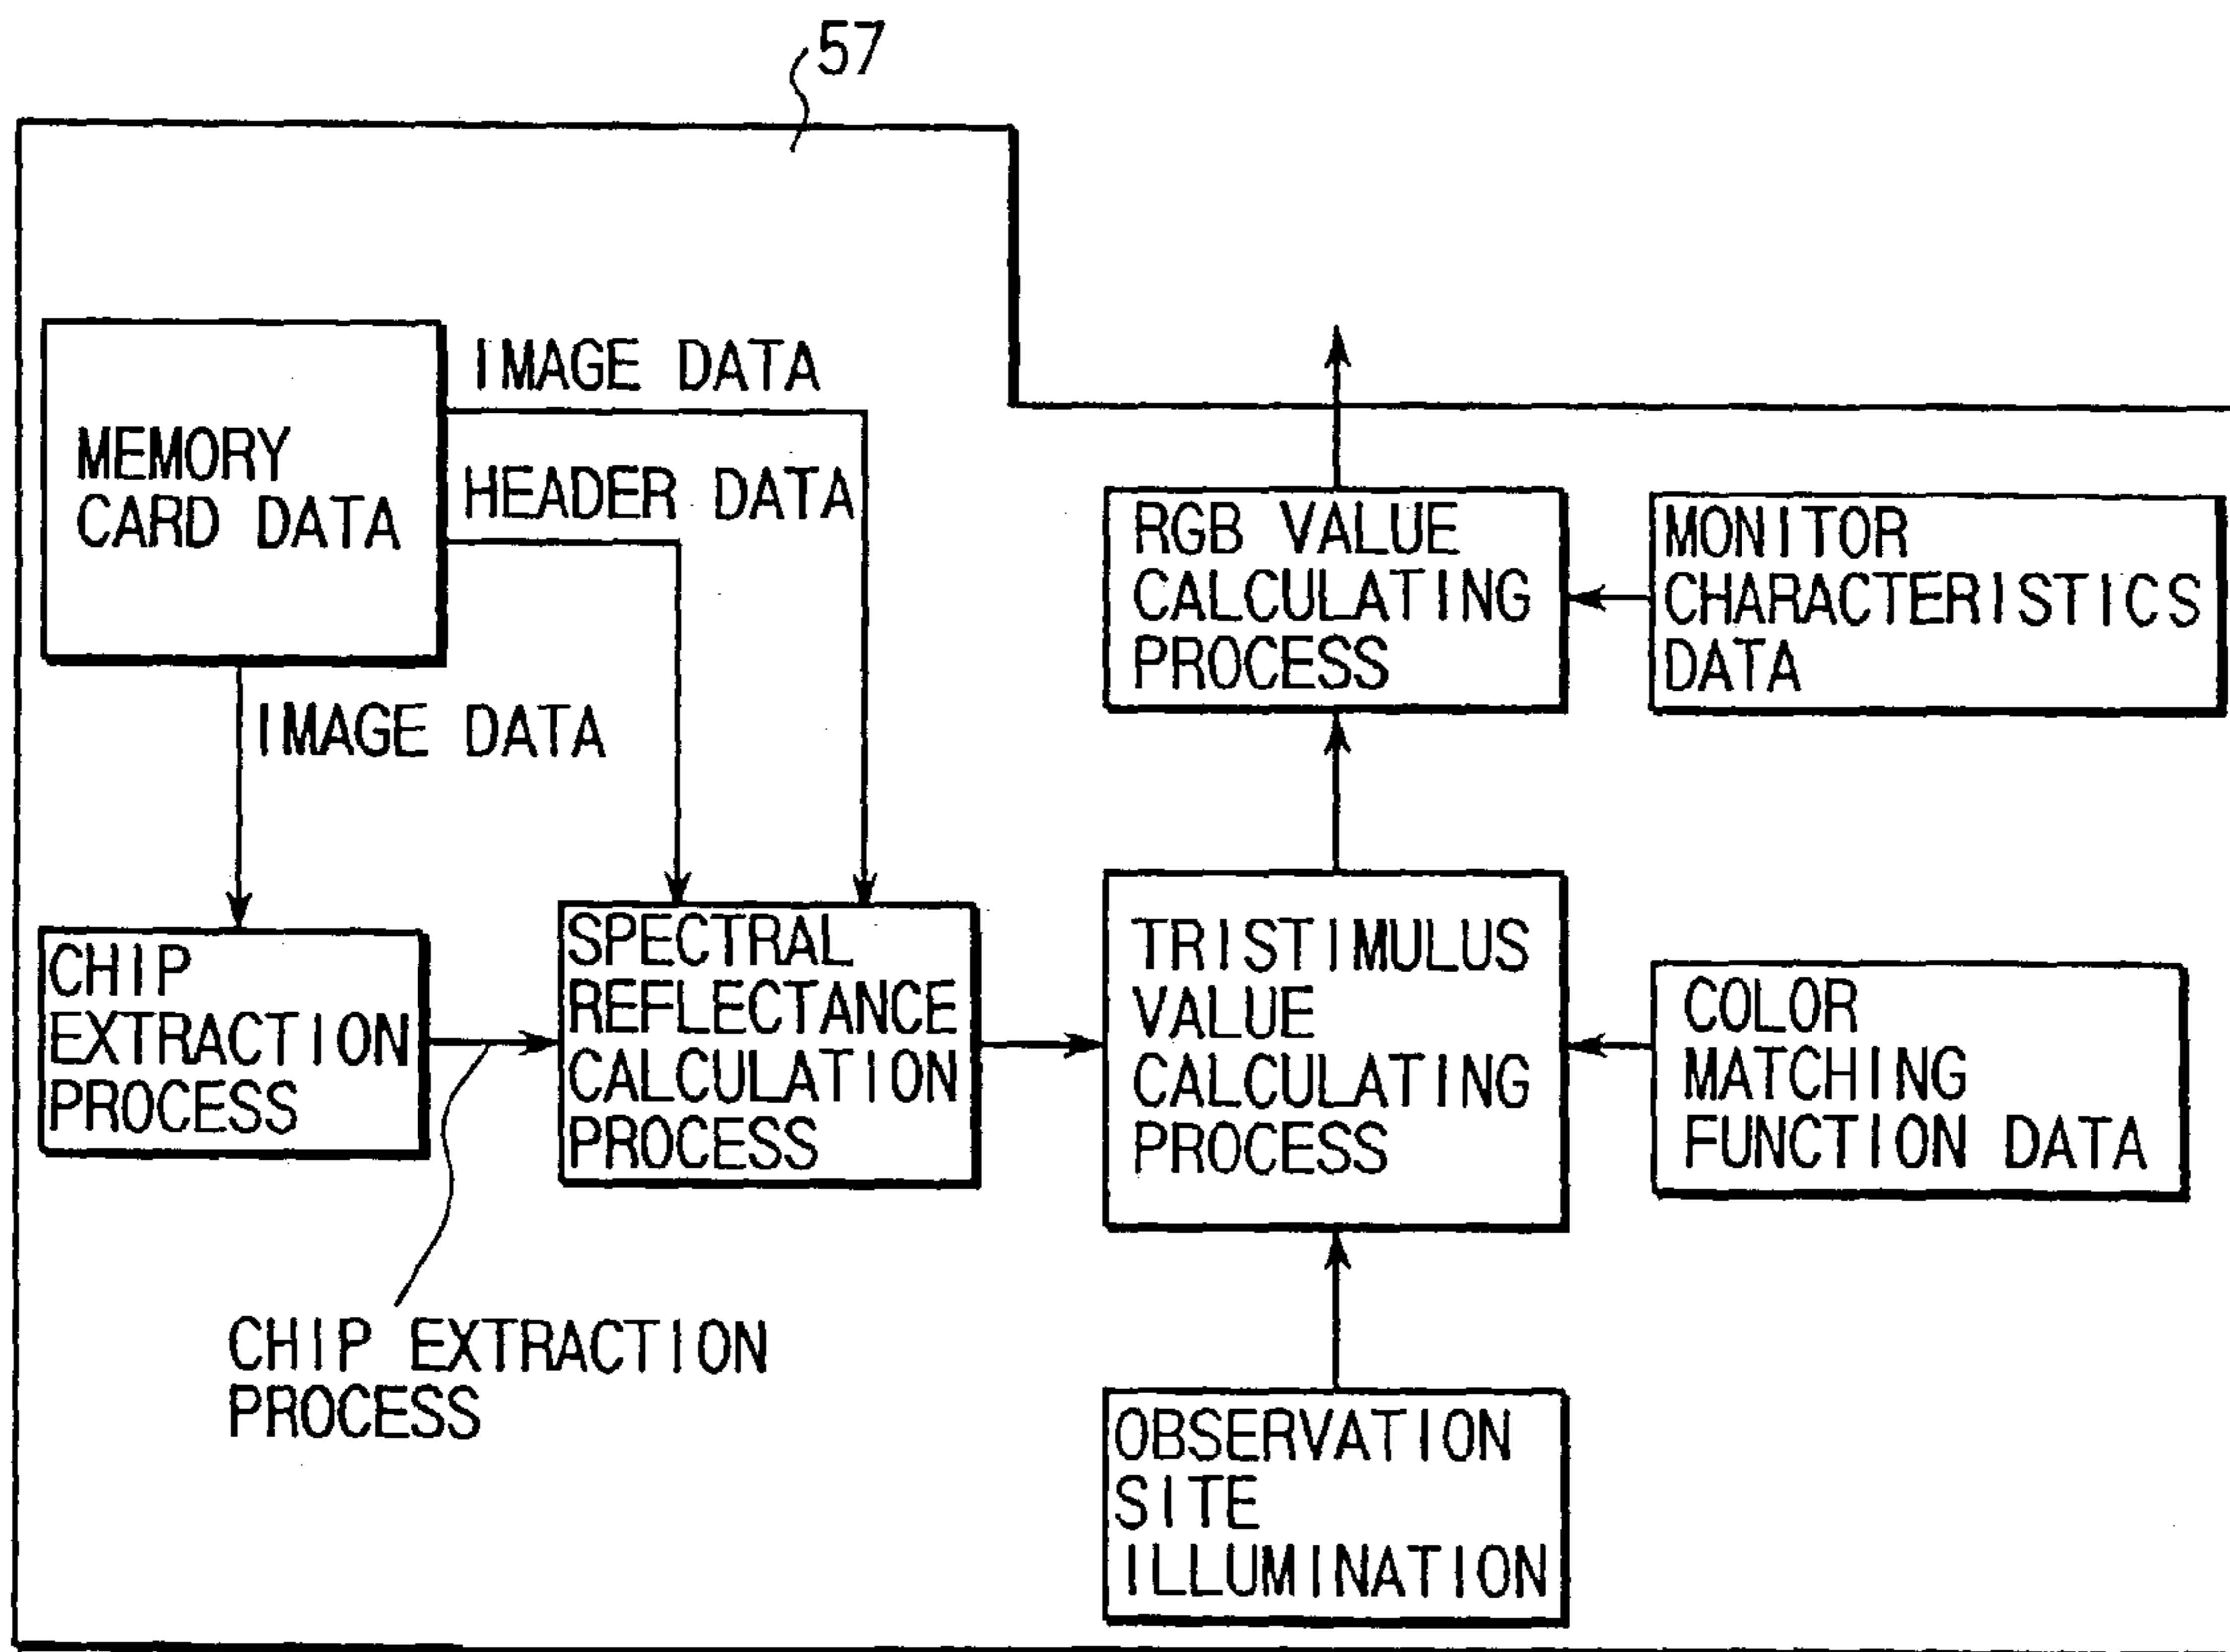 57
IMAGE DATA
MEMORY
CARD DATA
HEADER DATA
RGB VALUE
CALCULATING
PROCESS
MONITOR
CHARACTERISTICS
DATA
IMAGE DATA
CHIP
EXTRACTION
PROCESS
SPECTRAL
REFLECTANCE
CALCULATION
PROCESS
TRISTIMULUS
VALUE
CALCULATING
PROCESS
COLOR
MATCHING
FUNCTION DATA
CHIP EXTRACTION
PROCESS
OBSERVATION
SITE
ILLUMINATION